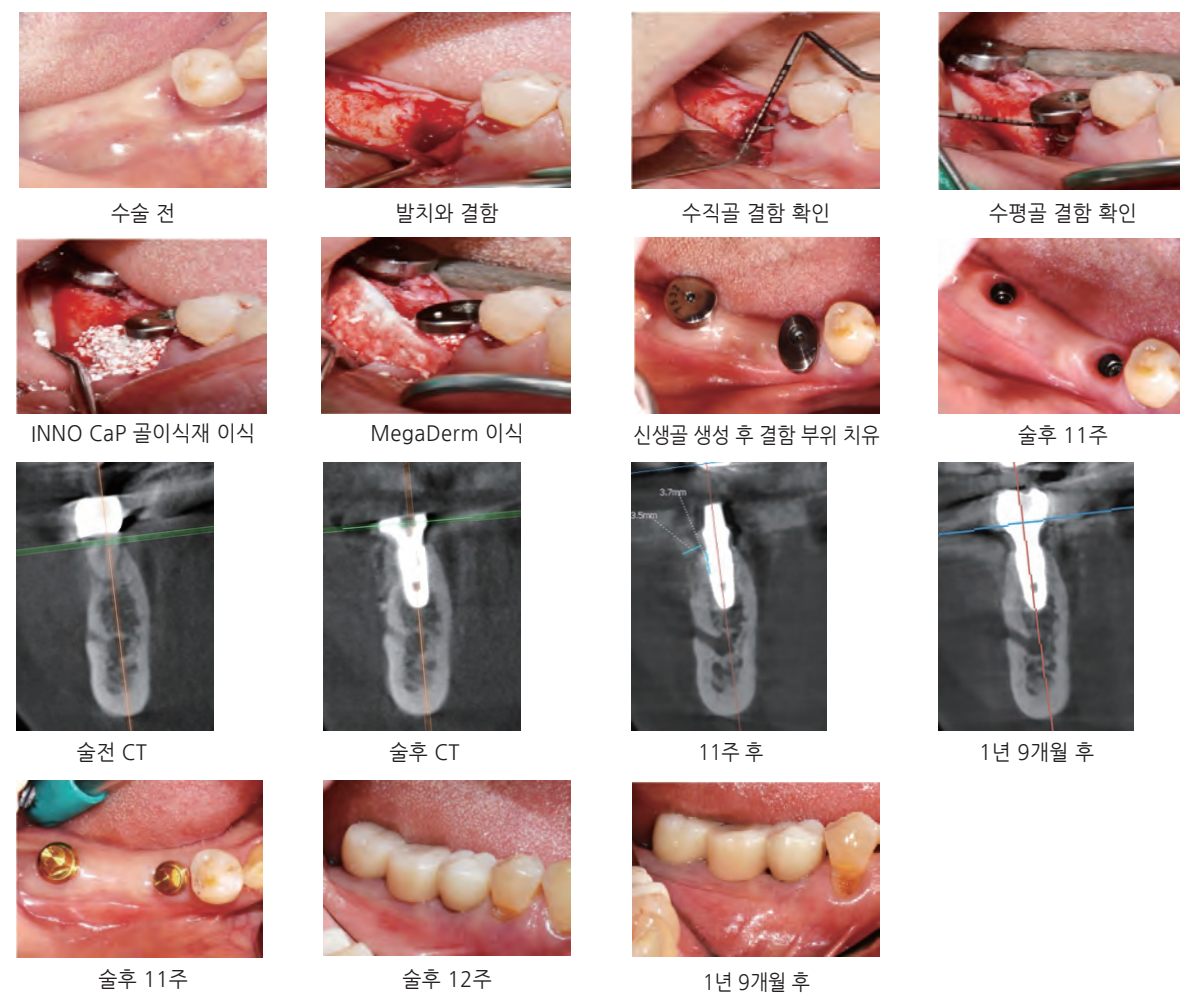 수술 전
발치와 결함
수직골 결함 확인
수평골 결함 확인
INNO CaP 골이식재 이식
MegaDerm 이식
신생골 생성 후 결함 부위 치유
술후 11주
3.7mm
3.5mm
술전 CT
술후 CT
11주 후
1년 9개월 후
술후 11주
술후 12주
1년 9개월 후